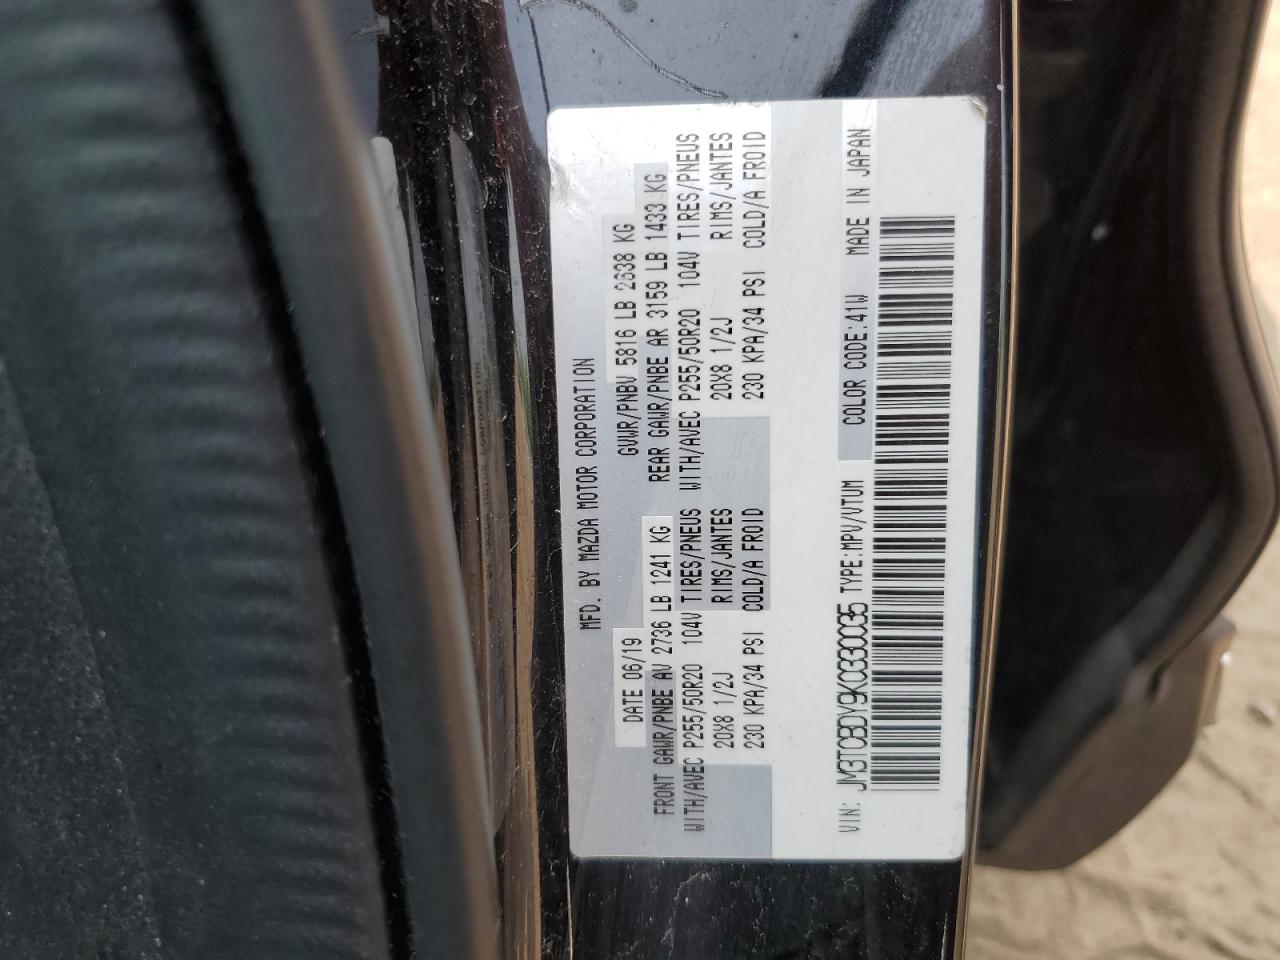 MFD. BY MAZDA MOTOR CORPORATION
DATE 06/19 GVWR/PNBV 5816 LB 2638 KG
FRONT GAWR/PNBE AV 2736 LB 1241 KG REAR GAWR/PNBE AR 3159 LB 1433 KG
WITH/AVEC P255/50R20 104V TIRES/PNEUS WITH/AVEC P255/50R20 104V TIRES/PNEUS
20X8 1/2J RIMS/JANTES 20X8 1/2J RIMS/JANTES
230 KPA/34 PSI COLD/A FROID 230 KPA/34 PSI COLD/A FROID
VIN: JM3TCBDY9K0330035 TYPE:MPV/VTUM COLOR CODE:41W MADE IN JAPAN